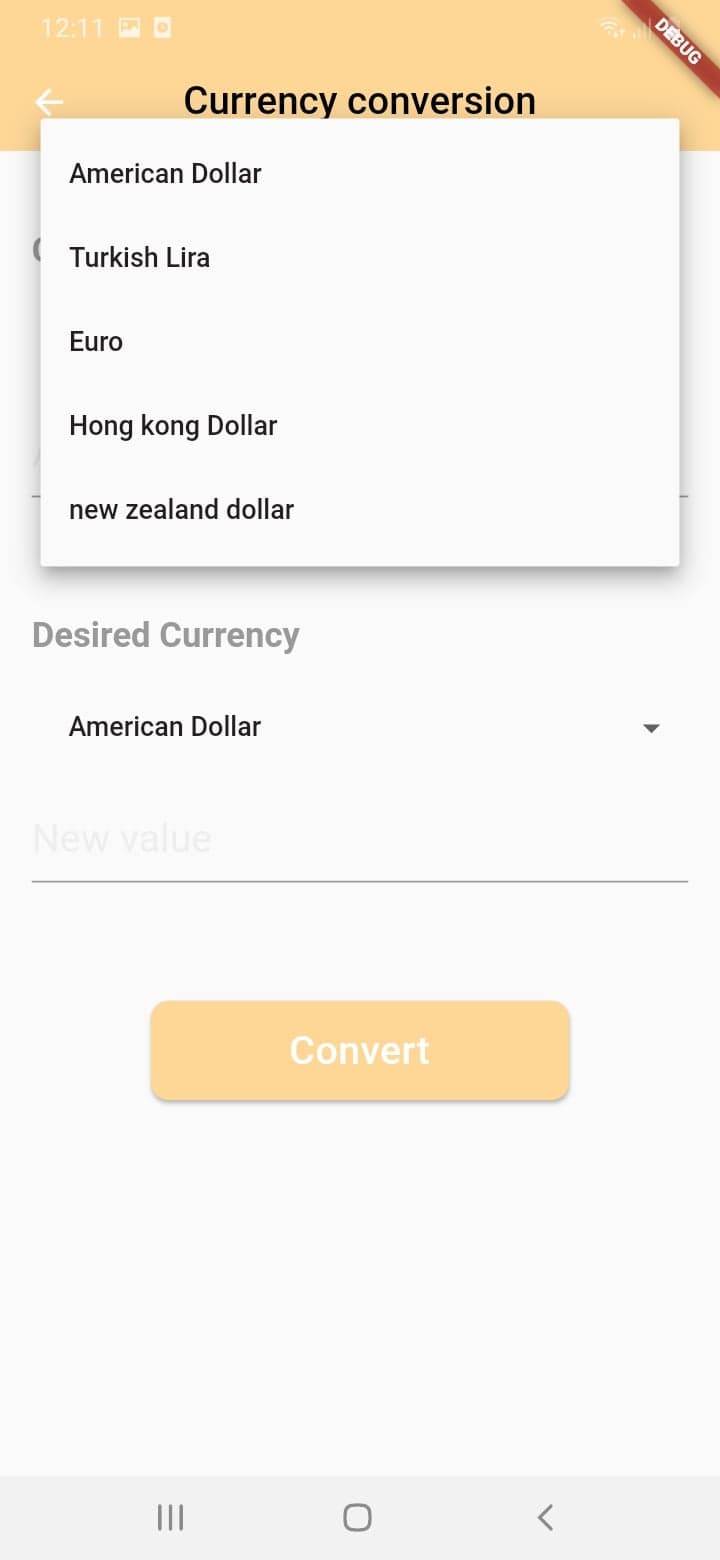 12:11
DEBUG
Currency conversion
American Dollar
Turkish Lira
Euro
Hong kong Dollar
new zealand dollar
Desired Currency
American Dollar
New value
Convert